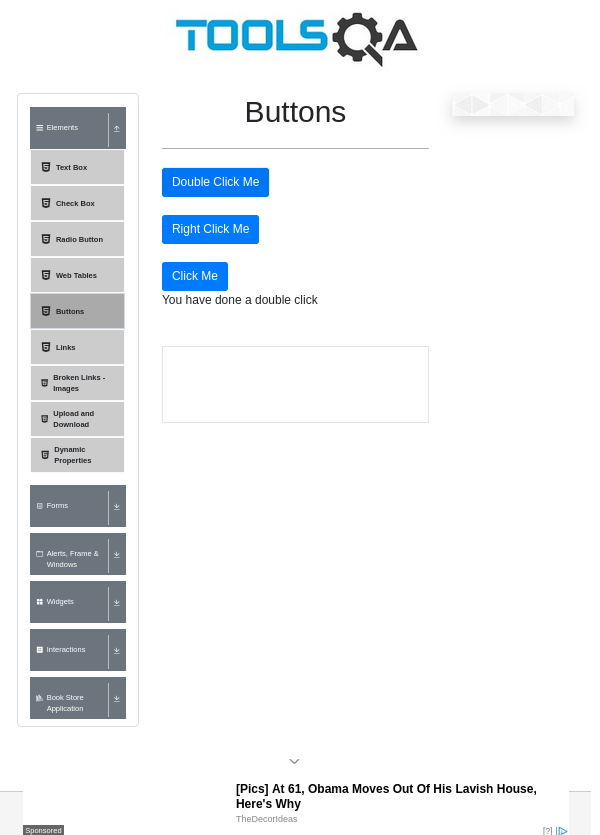 TOOLSQA
Buttons
Elements
Text Box
Check Box
Radio Button
Web Tables
Buttons
Links
Broken Links -
Images
Upload and
Download
Dynamic
Properties
Forms
Alerts, Frame &
Windows
Widgets
Interactions
Book Store
Application
Double Click Me
Right Click Me
Click Me
You have done a double click
[Pics] At 61, Obama Moves Out Of His Lavish House,
Here's Why
TheDecorIdeas
Sponsored
[?]